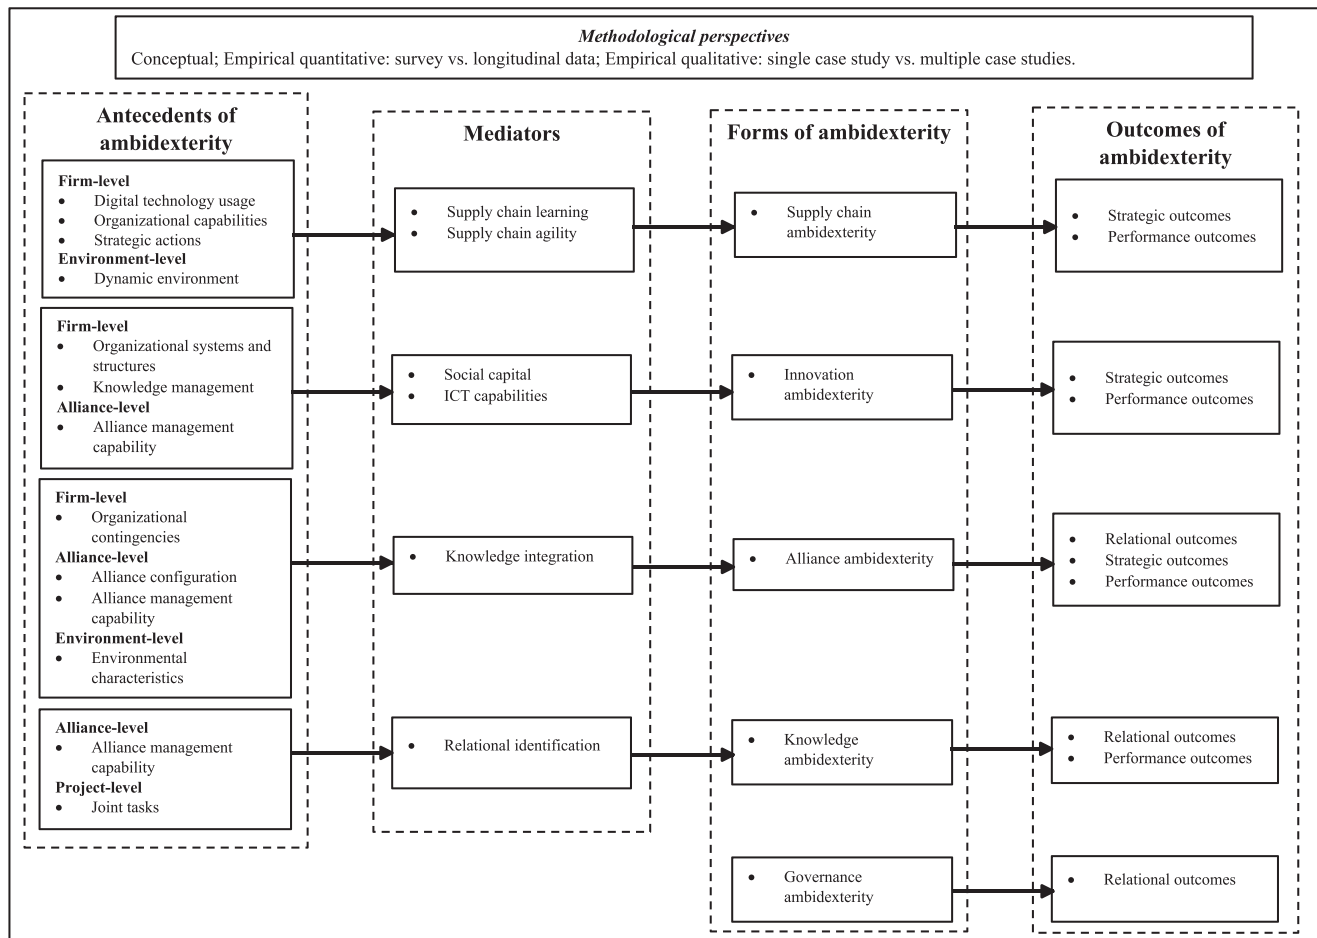 Methodological perspectives
Conceptual; Empirical quantitative: survey vs. longitudinal data; Empirical qualitative: single case study vs. multiple case studies.
Antecedents of
ambidexterity
Firm-level
• Digital technology usage
• Organizational capabilities
• Strategic actions
Environment-level
• Dynamic environment
Firm-level
• Organizational systems and
structures
• Knowledge management
Alliance-level
• Alliance management
capability
Firm-level
• Organizational
contingencies
Alliance-level
• Alliance configuration
• Alliance management
capability
Environment-level
• Environmental
characteristics
Alliance-level
• Alliance management
capability
Project-level
• Joint tasks
Mediators
• Supply chain learning
• Supply chain agility
• Social capital
• ICT capabilities
• Knowledge integration
• Relational identification
Forms of ambidexterity
• Supply chain
ambidexterity
• Innovation
ambidexterity
• Alliance ambidexterity
• Knowledge
ambidexterity
• Governance
ambidexterity
Outcomes of
ambidexterity
• Strategic outcomes
• Performance outcomes
• Strategic outcomes
• Performance outcomes
• Relational outcomes
• Strategic outcomes
• Performance outcomes
• Relational outcomes
• Performance outcomes
• Relational outcomes